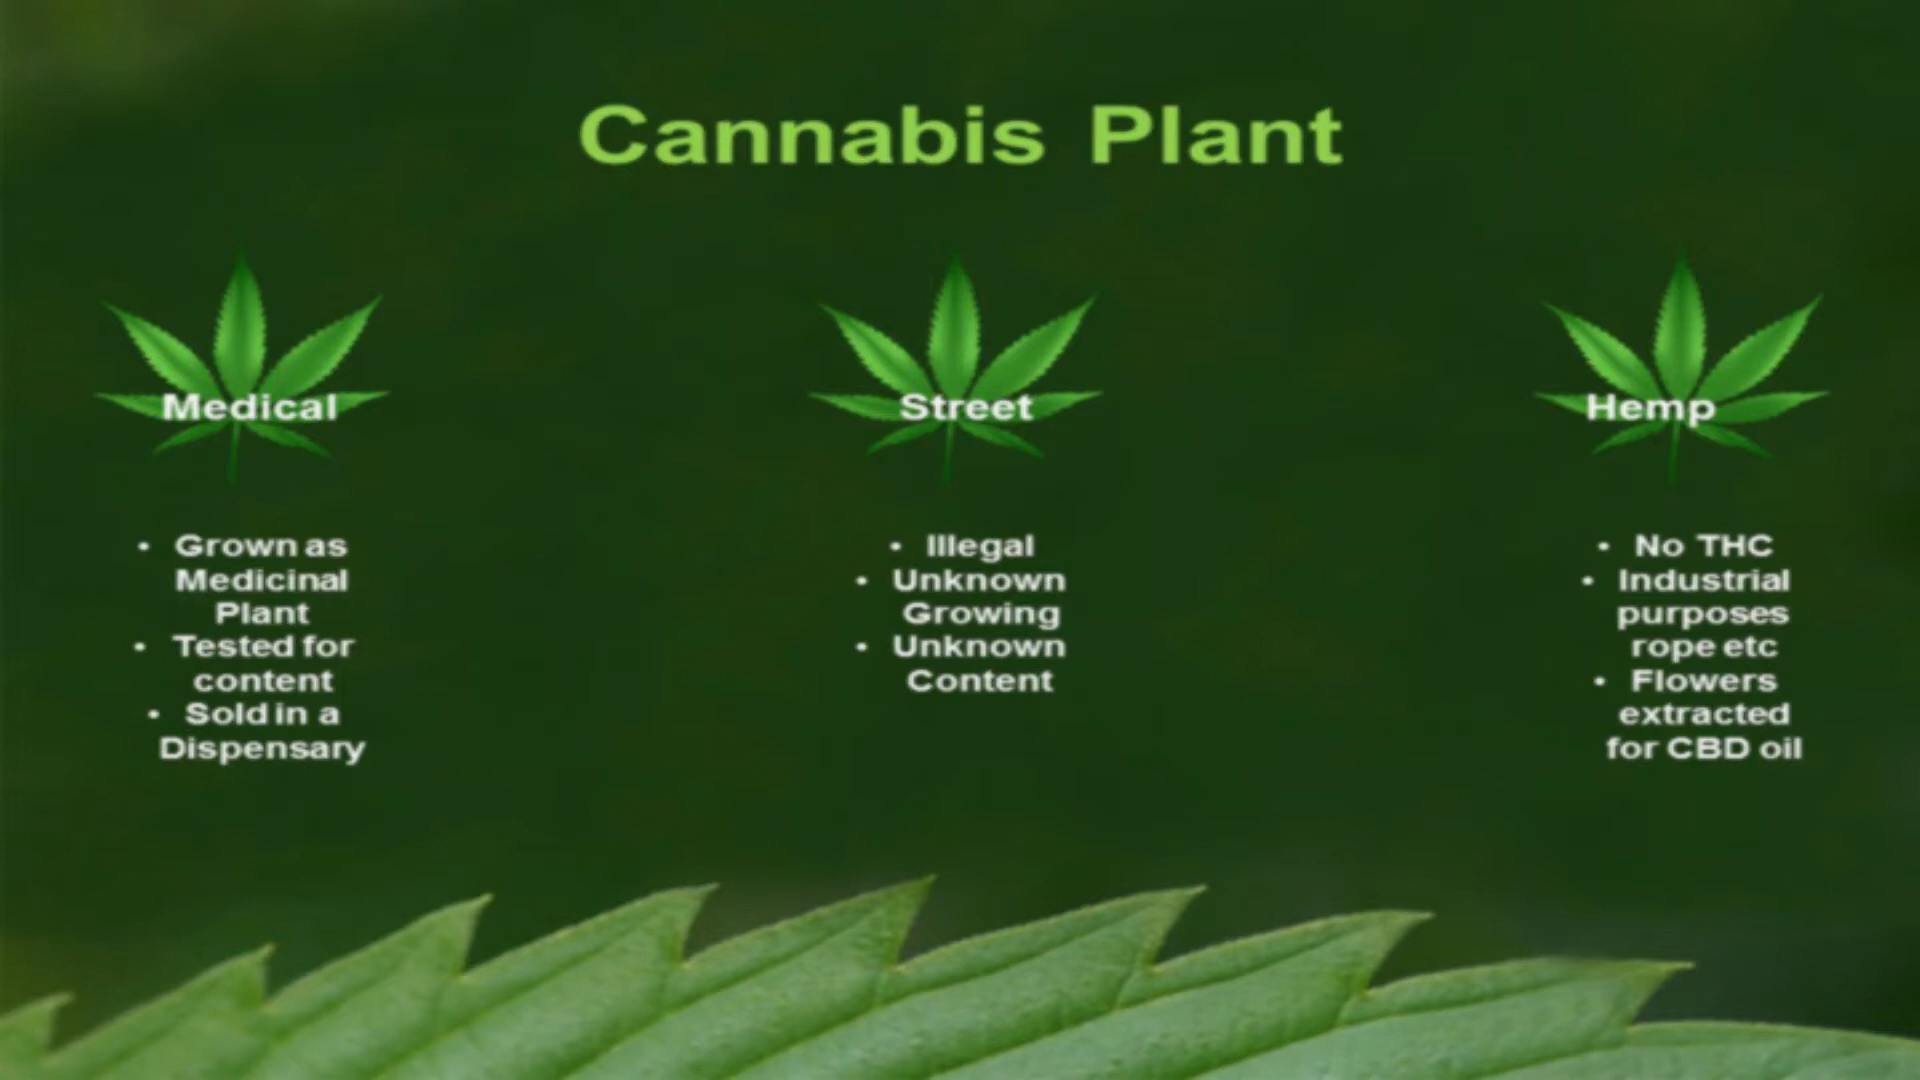 Cannabis Plant
Medical
• Grown as
Medicinal
Plant
• Tested for
content
• Sold in a
Dispensary
Street
• Illegal
• Unknown
Growing
• Unknown
Content
Hemp
• No THC
• Industrial
purposes
rope etc
• Flowers
extracted
for CBD oil